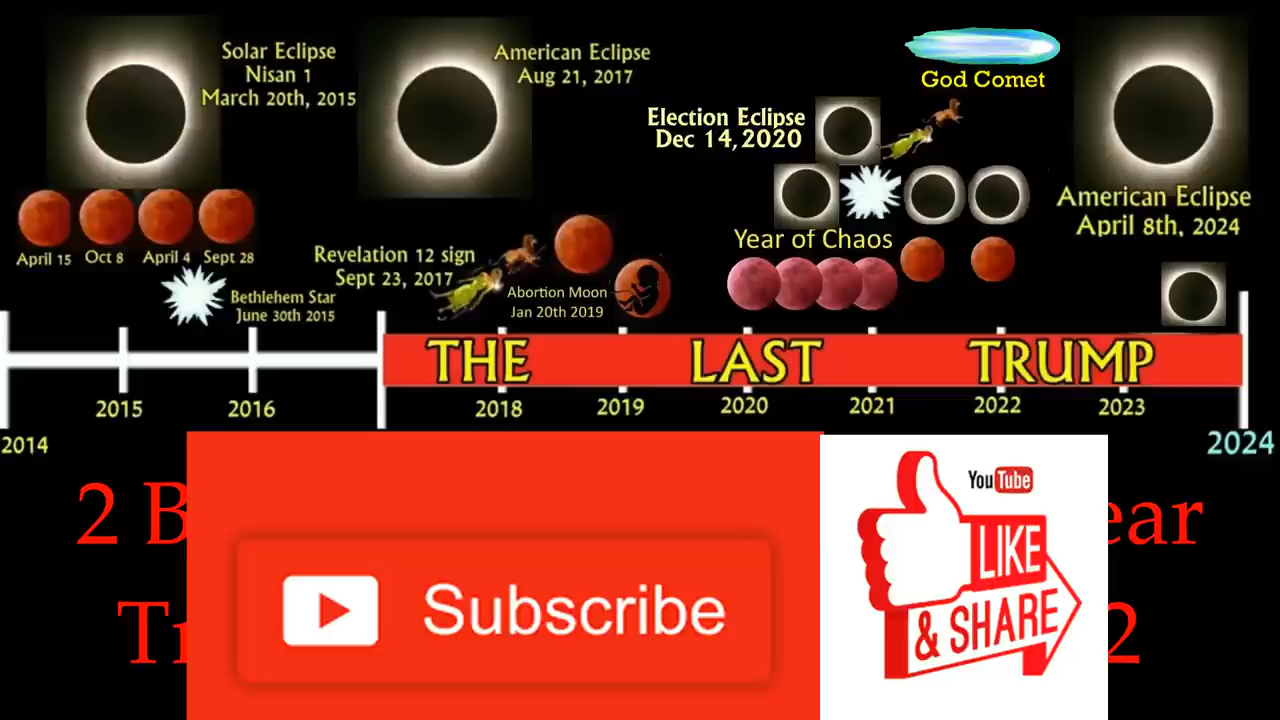 Solar Eclipse
Nisan 1
March 20th, 2015
American Eclipse
Aug 21, 2017
God Comet
Election Eclipse
Dec 14,2020
American Eclipse
April 8th, 2024
April 15 Oct 8 April 4 Sept 28
Bethlehem Star
June 30th 2015
Revelation 12 sign
Sept 23, 2017
Abortion Moon
Jan 20th 2019
Year of Chaos
THE LAST TRUMP
2015 2016 2018 2019 2020 2021 2022 2023
2014 2024
2
YouTube
LIKE
& SHARE
Subscribe
2